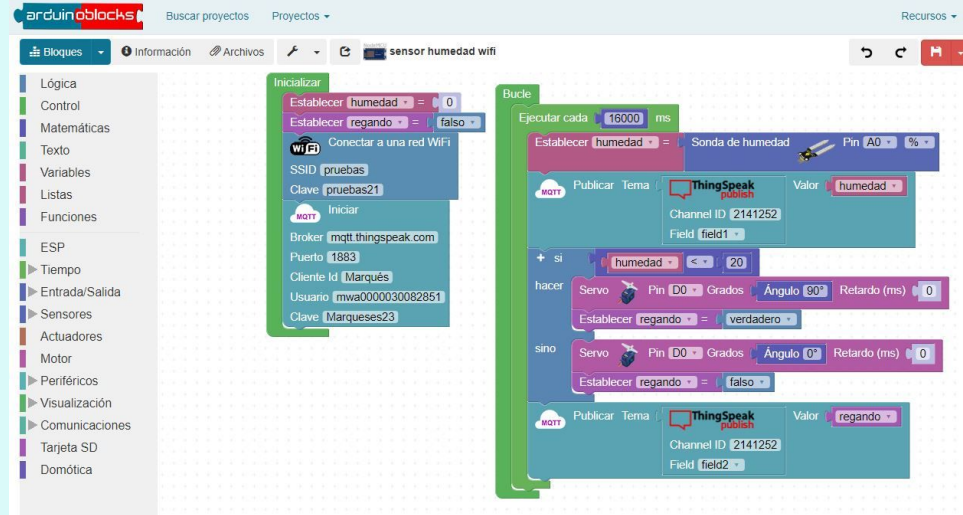 arduinoblocks Buscar proyectos Proyectos Recursos
Bloques Información Archivos sensor humedad wifi
Lógica
Control
Matemáticas
Texto
Variables
Listas
Funciones
ESP
Tiempo
Entrada/Salida
Sensores
Actuadores
Motor
Periféricos
Visualización
Comunicaciones
Tarjeta SD
Domótica
Inicializar
Establecer humedad = 0
Establecer regando = falso
WiFi Conectar a una red WiFi
SSID pruebas
Clave pruebas21
MQTT Iniciar
Broker mqtt.thingspeak.com
Puerto 1883
Cliente Id Marqués
Usuario mwa0000030082851
Clave Marqueses23
Bucle
Ejecutar cada 16000 ms
Establecer humedad = Sonda de humedad Pin A0 %
MQTT Publicar Tema ThingSpeak publish Valor humedad
Channel ID 2141252
Field field1
+ si humedad < 20
hacer Servo Pin D0 Grados Ángulo 90° Retardo (ms) 0
Establecer regando = verdadero
sino Servo Pin D0 Grados Ángulo 0° Retardo (ms) 0
Establecer regando = falso
MQTT Publicar Tema ThingSpeak publish Valor regando
Channel ID 2141252
Field field2